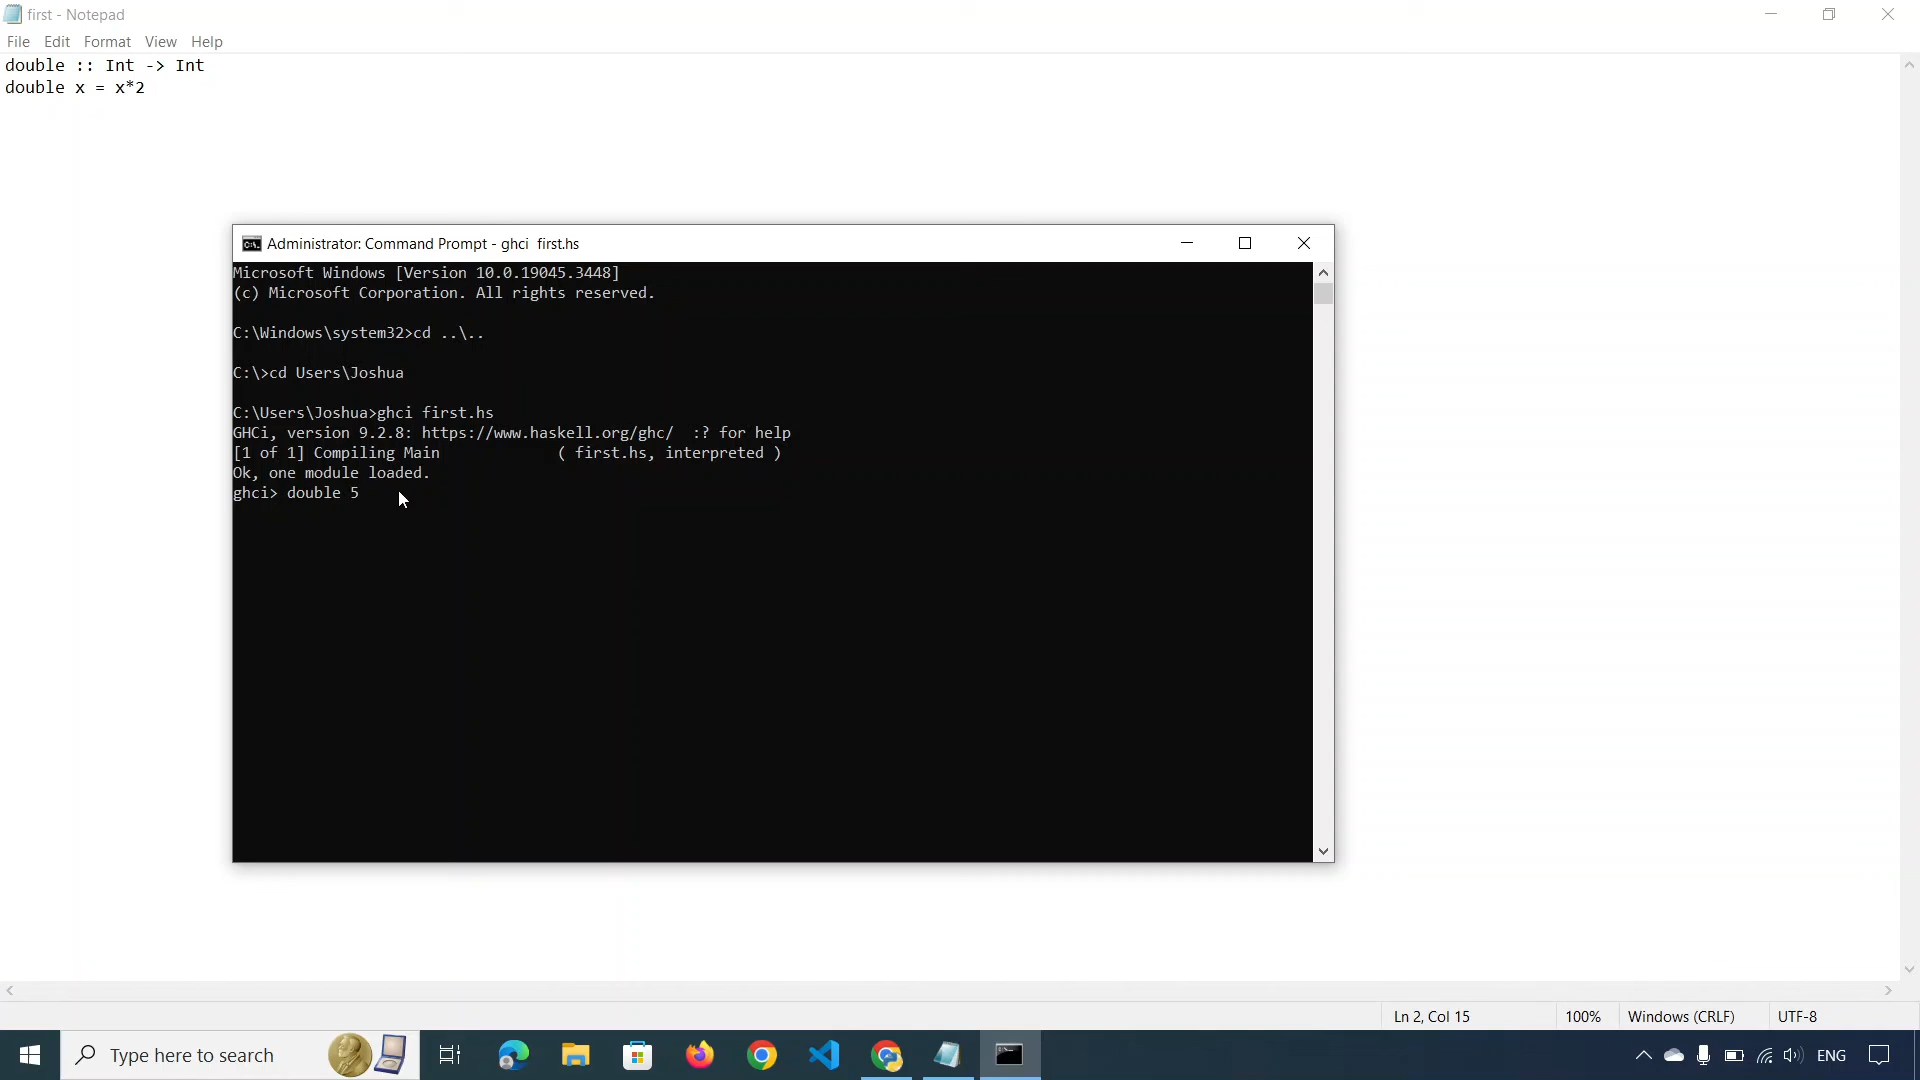 first - Notepad
File Edit Format View Help
double :: Int -> Int
double x = x*2
Administrator: Command Prompt - ghci  first.hs
Microsoft Windows [Version 10.0.19045.3448]
(c) Microsoft Corporation. All rights reserved.
C:\Windows\system32>cd ..\..
C:\>cd Users\Joshua
C:\Users\Joshua>ghci first.hs
GHCi, version 9.2.8: https://www.haskell.org/ghc/  :? for help
[1 of 1] Compiling Main             ( first.hs, interpreted )
Ok, one module loaded.
ghci> double 5
Ln 2, Col 15 100% Windows (CRLF) UTF-8
Type here to search ENG